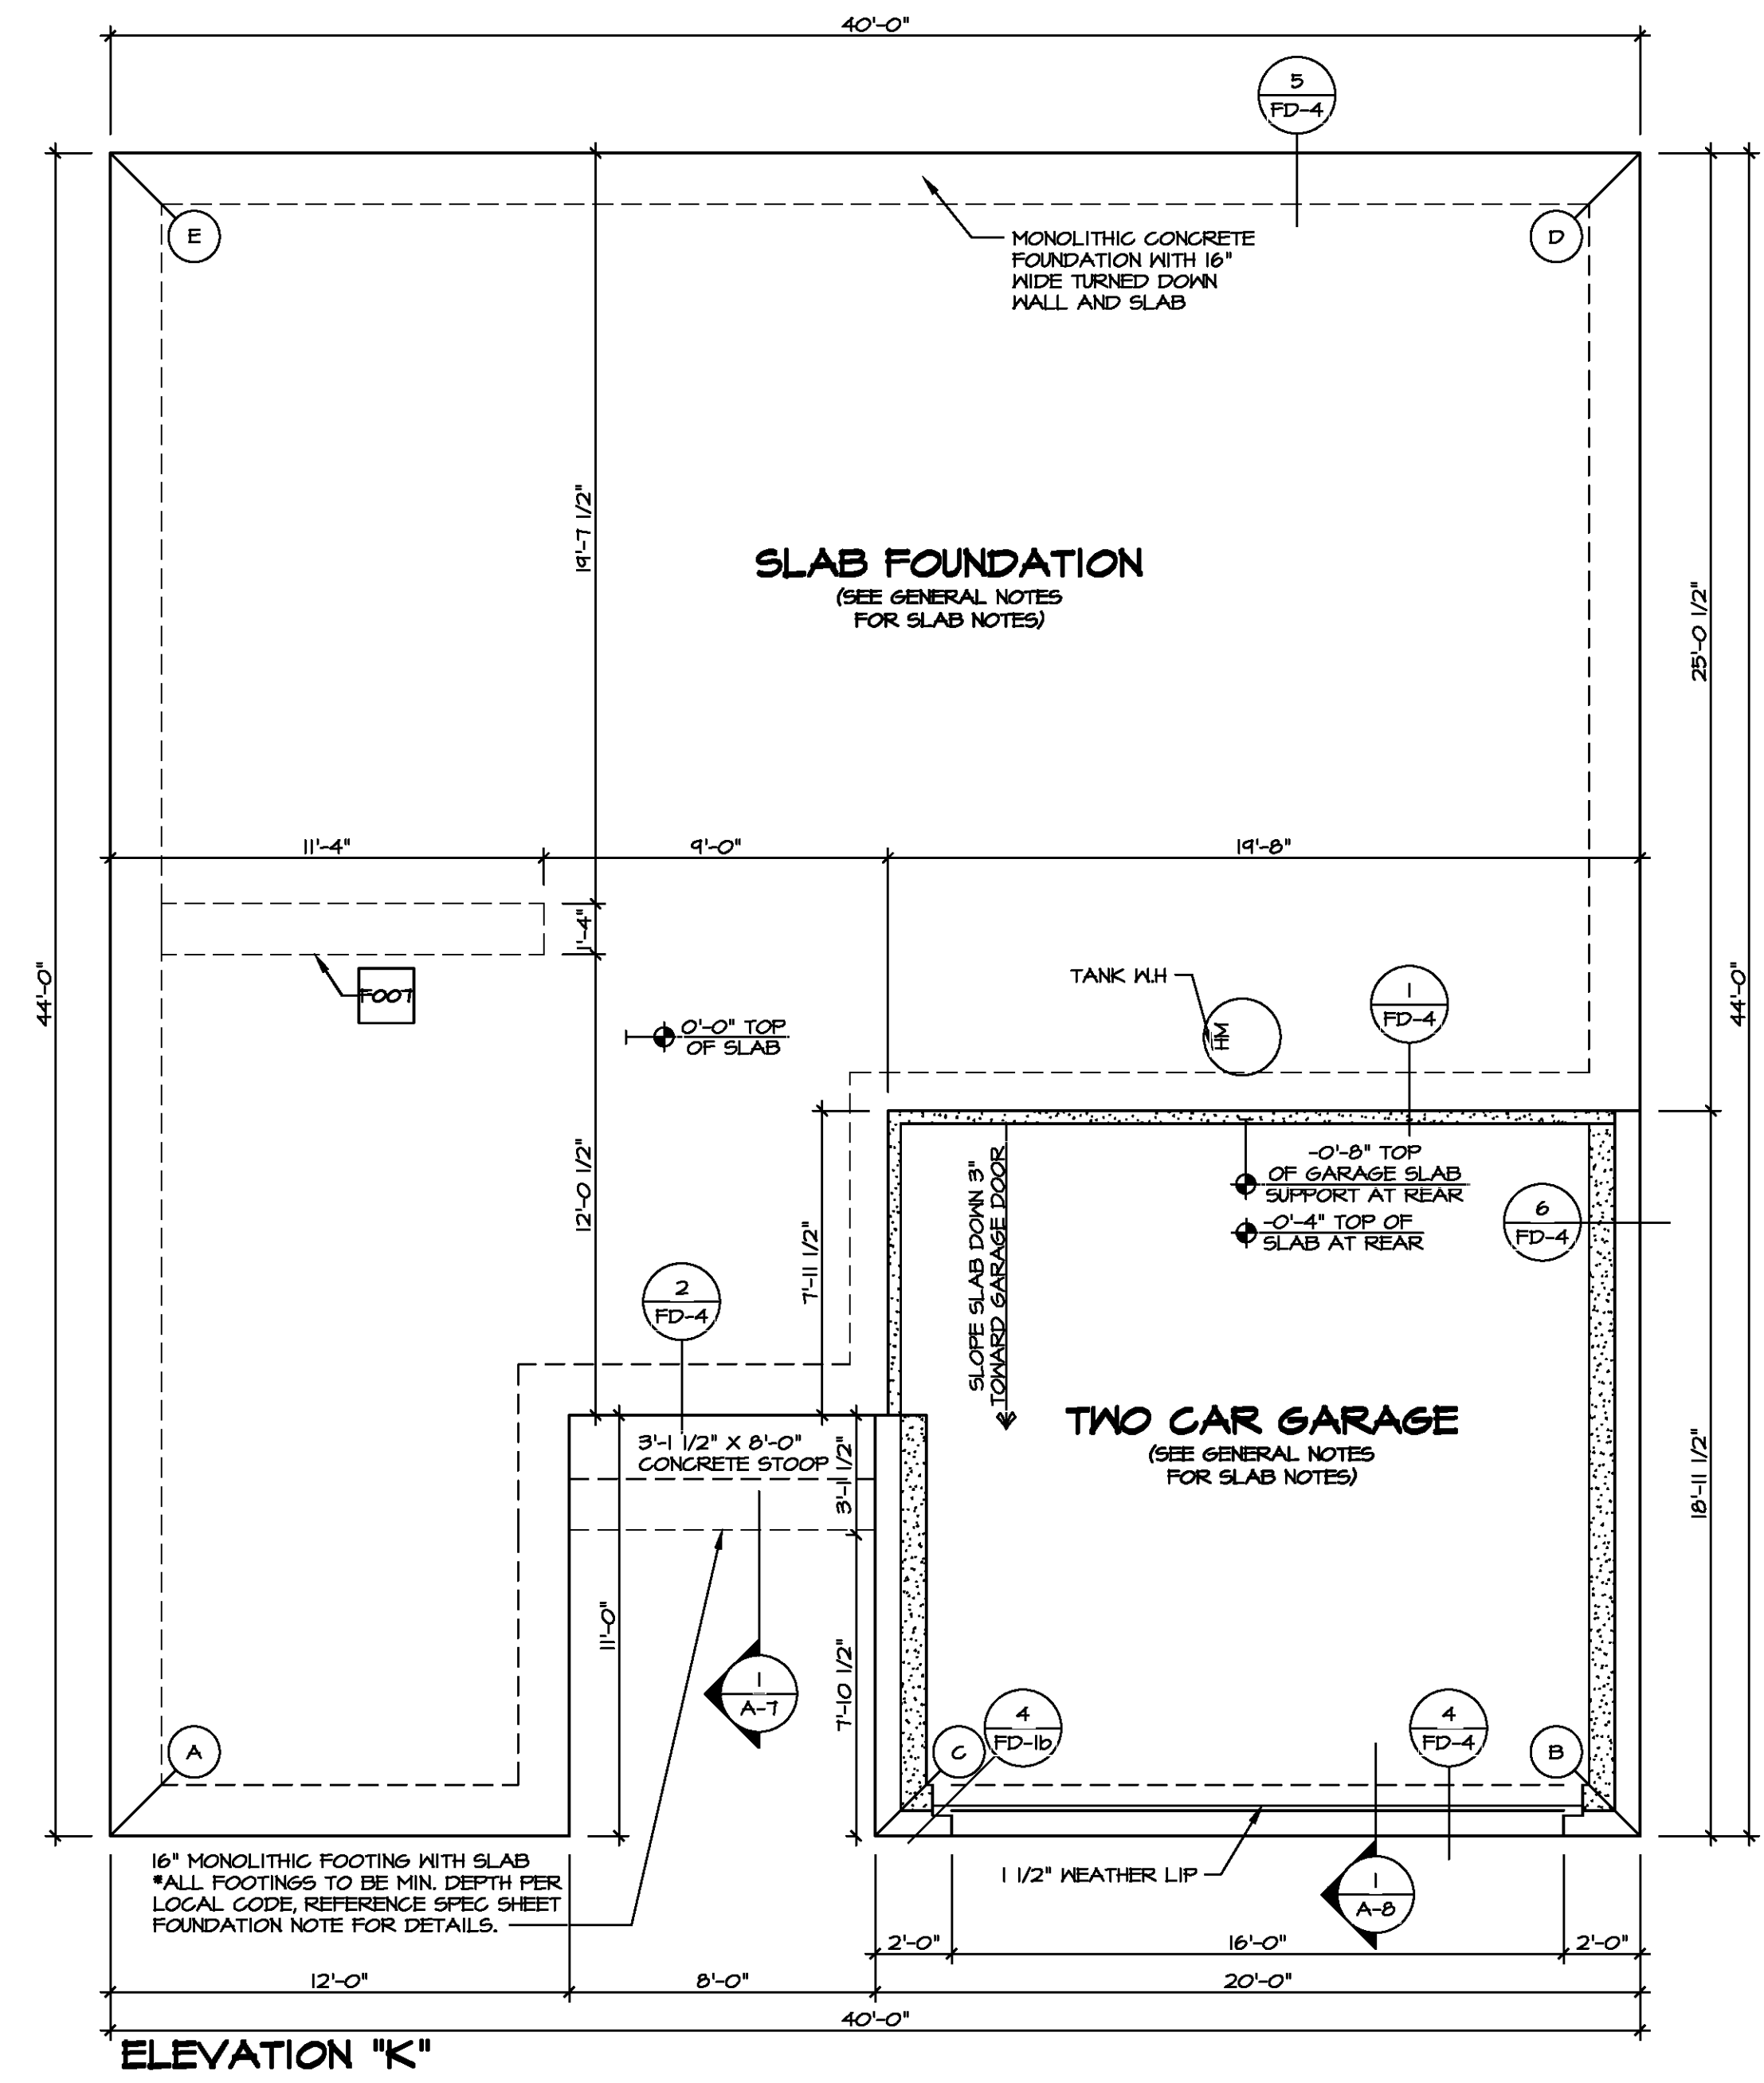 40'-0"
5
FD-4
E
D
MONOLITHIC CONCRETE
FOUNDATION WITH 16"
WIDE TURNED DOWN
WALL AND SLAB
19'-7 1/2"
SLAB FOUNDATION
(SEE GENERAL NOTES
FOR SLAB NOTES)
25'-0 1/2"
11'-4"
9'-0"
19'-8"
1'-4"
44'-0"
44'-0"
F007
TANK W.H
WH
1
FD-4
0'-0" TOP
OF SLAB
12'-0 1/2"
7'-11 1/2"
SLOPE SLAB DOWN 3"
TOWARD GARAGE DOOR
-0'-8" TOP
OF GARAGE SLAB
SUPPORT AT REAR
-0'-4" TOP OF
SLAB AT REAR
6
FD-4
2
FD-4
TWO CAR GARAGE
(SEE GENERAL NOTES
FOR SLAB NOTES)
3'-1 1/2" X 8'-0"
CONCRETE STOOP
3'-1 1/2"
18'-11 1/2"
11'-0"
7'-10 1/2"
1
A-7
4
FD-1b
4
FD-4
A
C
B
16" MONOLITHIC FOOTING WITH SLAB
*ALL FOOTINGS TO BE MIN. DEPTH PER
LOCAL CODE, REFERENCE SPEC SHEET
FOUNDATION NOTE FOR DETAILS.
1 1/2" WEATHER LIP
1
A-8
2'-0"
16'-0"
2'-0"
12'-0"
8'-0"
20'-0"
40'-0"
ELEVATION "K"